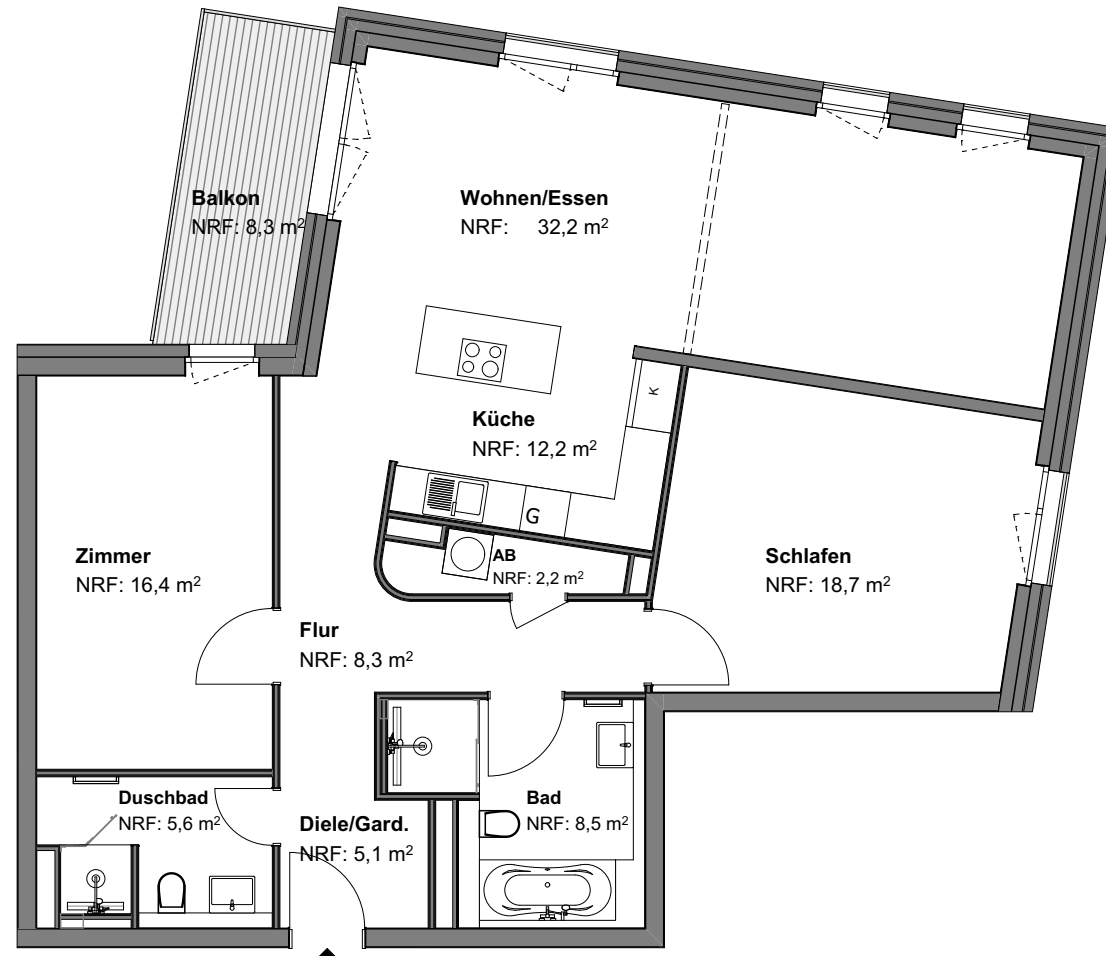 Balkon
NRF: 8,3 m²
Wohnen/Essen
NRF: 32,2 m²
K
Küche
NRF: 12,2 m²
G
Zimmer
NRF: 16,4 m²
AB
NRF: 2,2 m²
Schlafen
NRF: 18,7 m²
Flur
NRF: 8,3 m²
Duschbad
NRF: 5,6 m²
Diele/Gard.
NRF: 5,1 m²
Bad
NRF: 8,5 m²